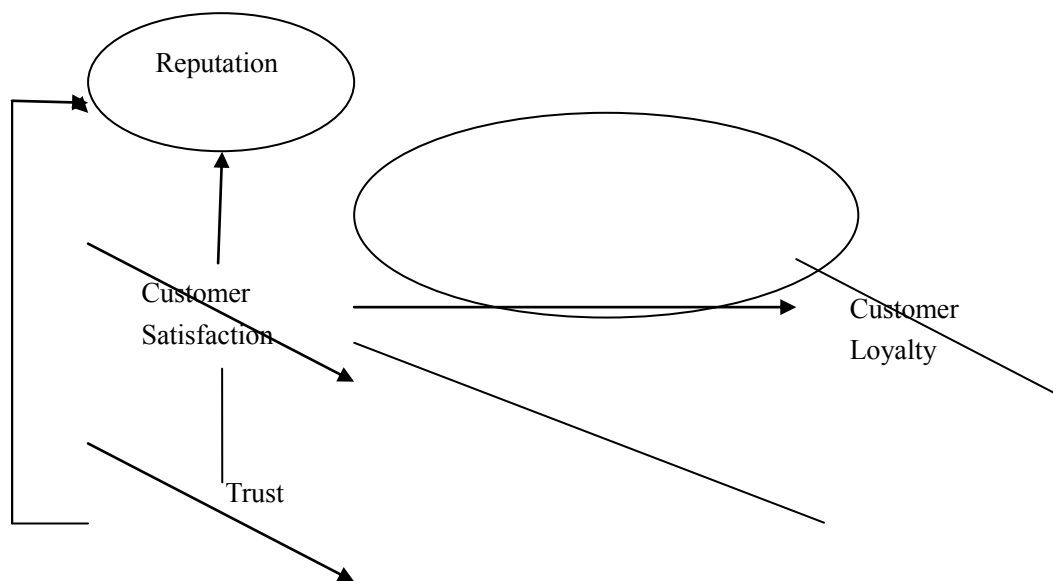 Reputation
Customer
Satisfaction
Customer
Loyalty
Trust